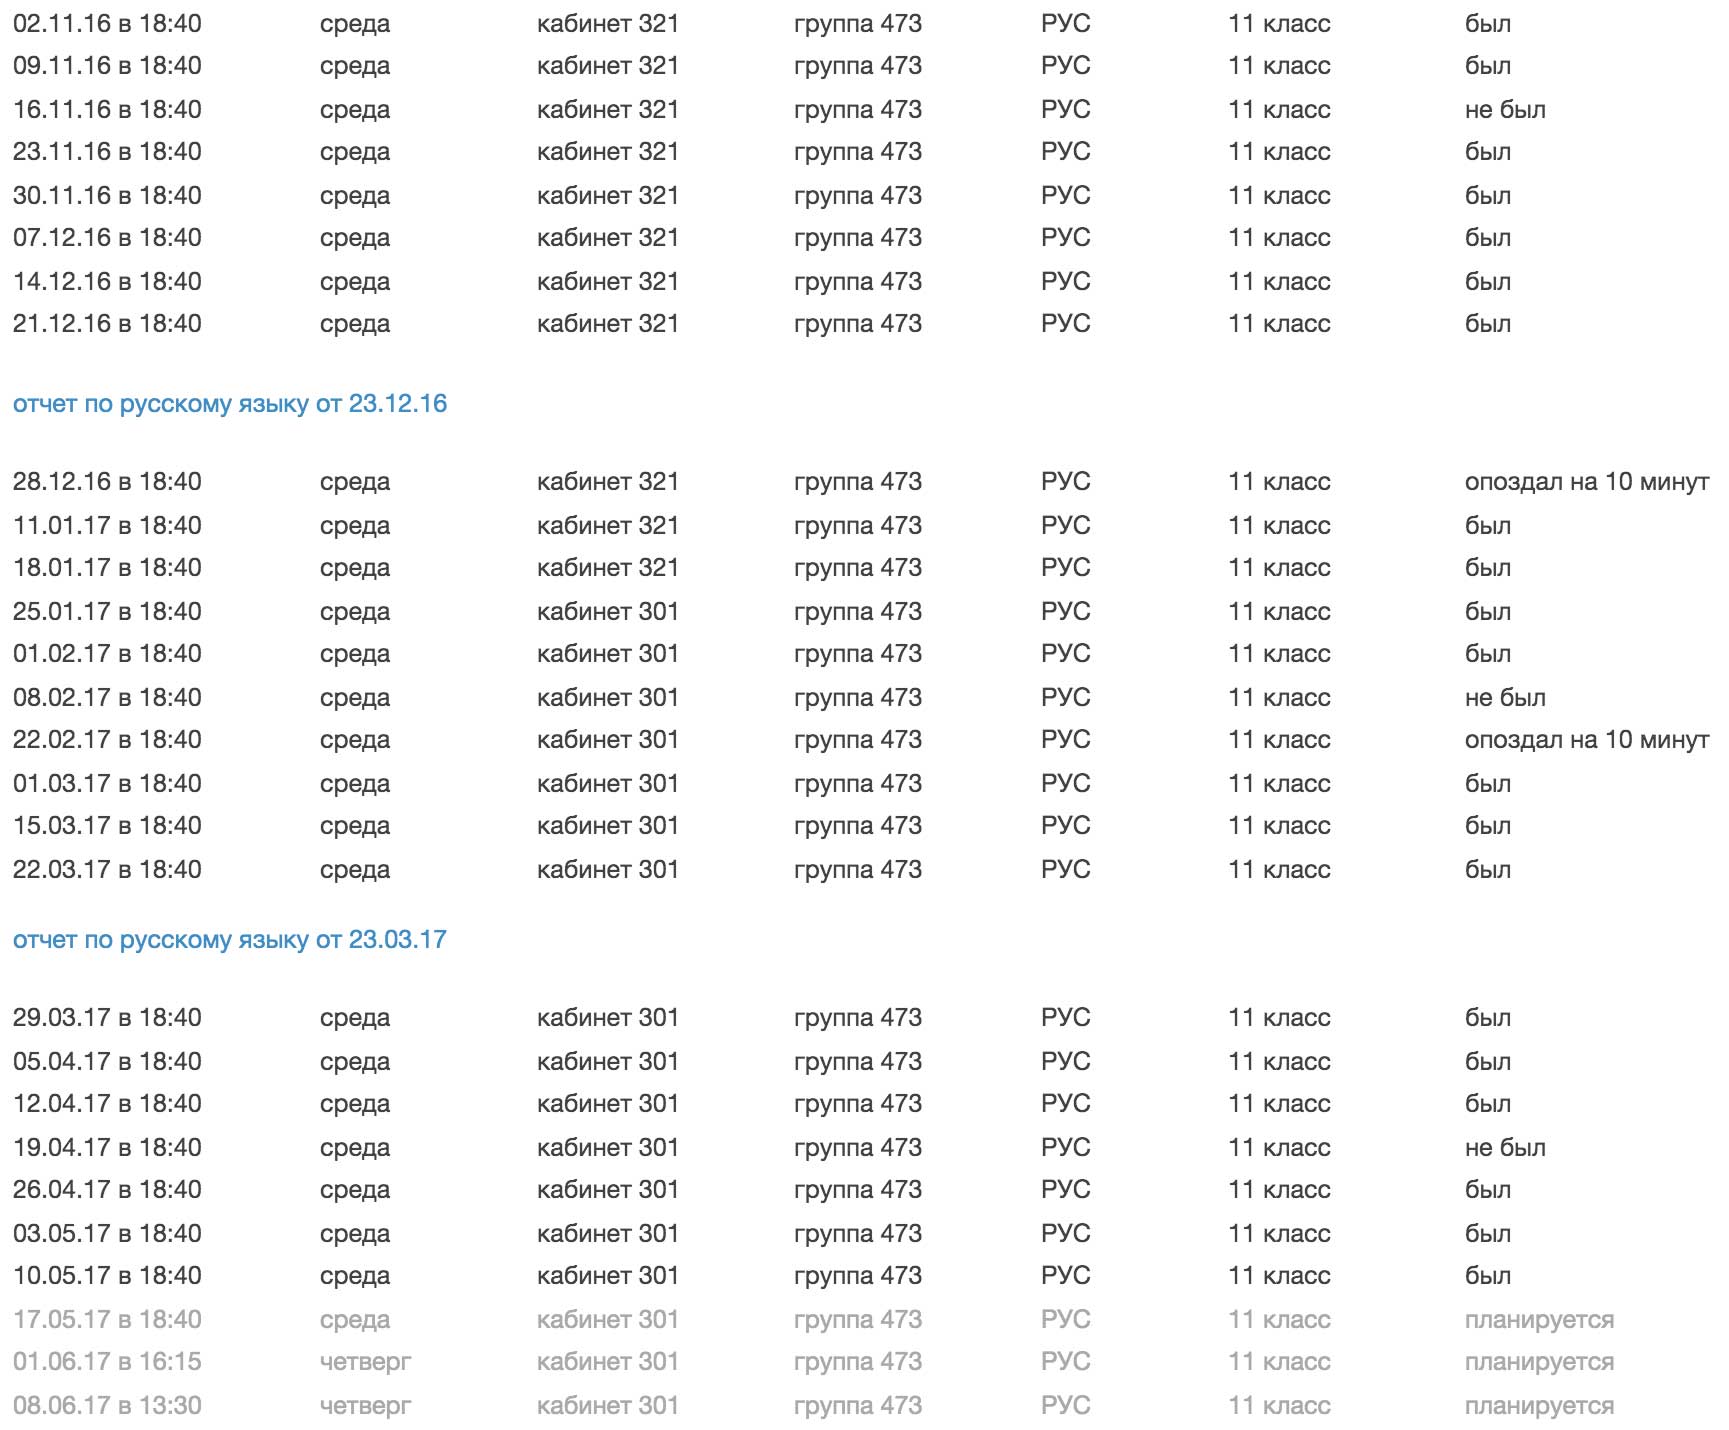 02.11.16 в 18:40 среда кабинет 321 группа 473 РУС 11 класс был
09.11.16 в 18:40 среда кабинет 321 группа 473 РУС 11 класс был
16.11.16 в 18:40 среда кабинет 321 группа 473 РУС 11 класс не был
23.11.16 в 18:40 среда кабинет 321 группа 473 РУС 11 класс был
30.11.16 в 18:40 среда кабинет 321 группа 473 РУС 11 класс был
07.12.16 в 18:40 среда кабинет 321 группа 473 РУС 11 класс был
14.12.16 в 18:40 среда кабинет 321 группа 473 РУС 11 класс был
21.12.16 в 18:40 среда кабинет 321 группа 473 РУС 11 класс был
отчет по русскому языку от 23.12.16
28.12.16 в 18:40 среда кабинет 321 группа 473 РУС 11 класс опоздал на 10 минут
11.01.17 в 18:40 среда кабинет 321 группа 473 РУС 11 класс был
18.01.17 в 18:40 среда кабинет 321 группа 473 РУС 11 класс был
25.01.17 в 18:40 среда кабинет 301 группа 473 РУС 11 класс был
01.02.17 в 18:40 среда кабинет 301 группа 473 РУС 11 класс был
08.02.17 в 18:40 среда кабинет 301 группа 473 РУС 11 класс не был
22.02.17 в 18:40 среда кабинет 301 группа 473 РУС 11 класс опоздал на 10 минут
01.03.17 в 18:40 среда кабинет 301 группа 473 РУС 11 класс был
15.03.17 в 18:40 среда кабинет 301 группа 473 РУС 11 класс был
22.03.17 в 18:40 среда кабинет 301 группа 473 РУС 11 класс был
отчет по русскому языку от 23.03.17
29.03.17 в 18:40 среда кабинет 301 группа 473 РУС 11 класс был
05.04.17 в 18:40 среда кабинет 301 группа 473 РУС 11 класс был
12.04.17 в 18:40 среда кабинет 301 группа 473 РУС 11 класс был
19.04.17 в 18:40 среда кабинет 301 группа 473 РУС 11 класс не был
26.04.17 в 18:40 среда кабинет 301 группа 473 РУС 11 класс был
03.05.17 в 18:40 среда кабинет 301 группа 473 РУС 11 класс был
10.05.17 в 18:40 среда кабинет 301 группа 473 РУС 11 класс был
17.05.17 в 18:40 среда кабинет 301 группа 473 РУС 11 класс планируется
01.06.17 в 16:15 четверг кабинет 301 группа 473 РУС 11 класс планируется
08.06.17 в 13:30 четверг кабинет 301 группа 473 РУС 11 класс планируется